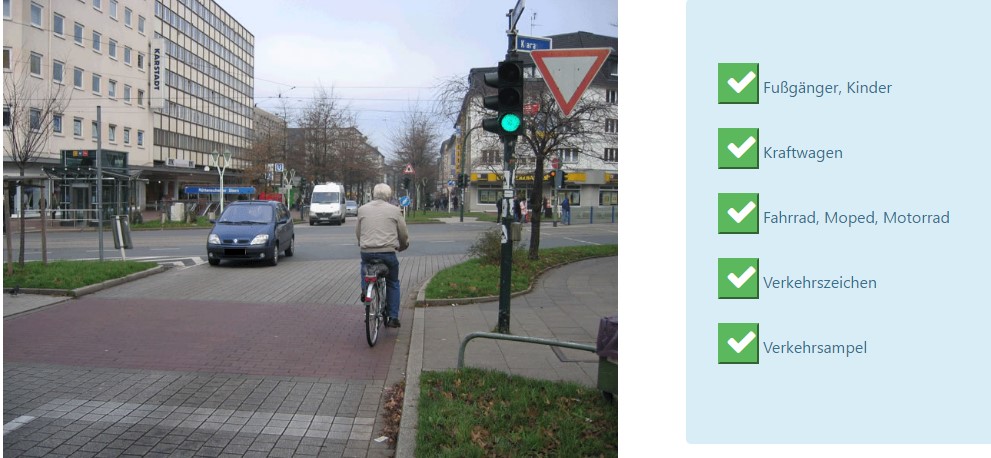 KARSTADT
Fußgänger, Kinder
Kraftwagen
Fahrrad, Moped, Motorrad
Verkehrszeichen
Verkehrsampel